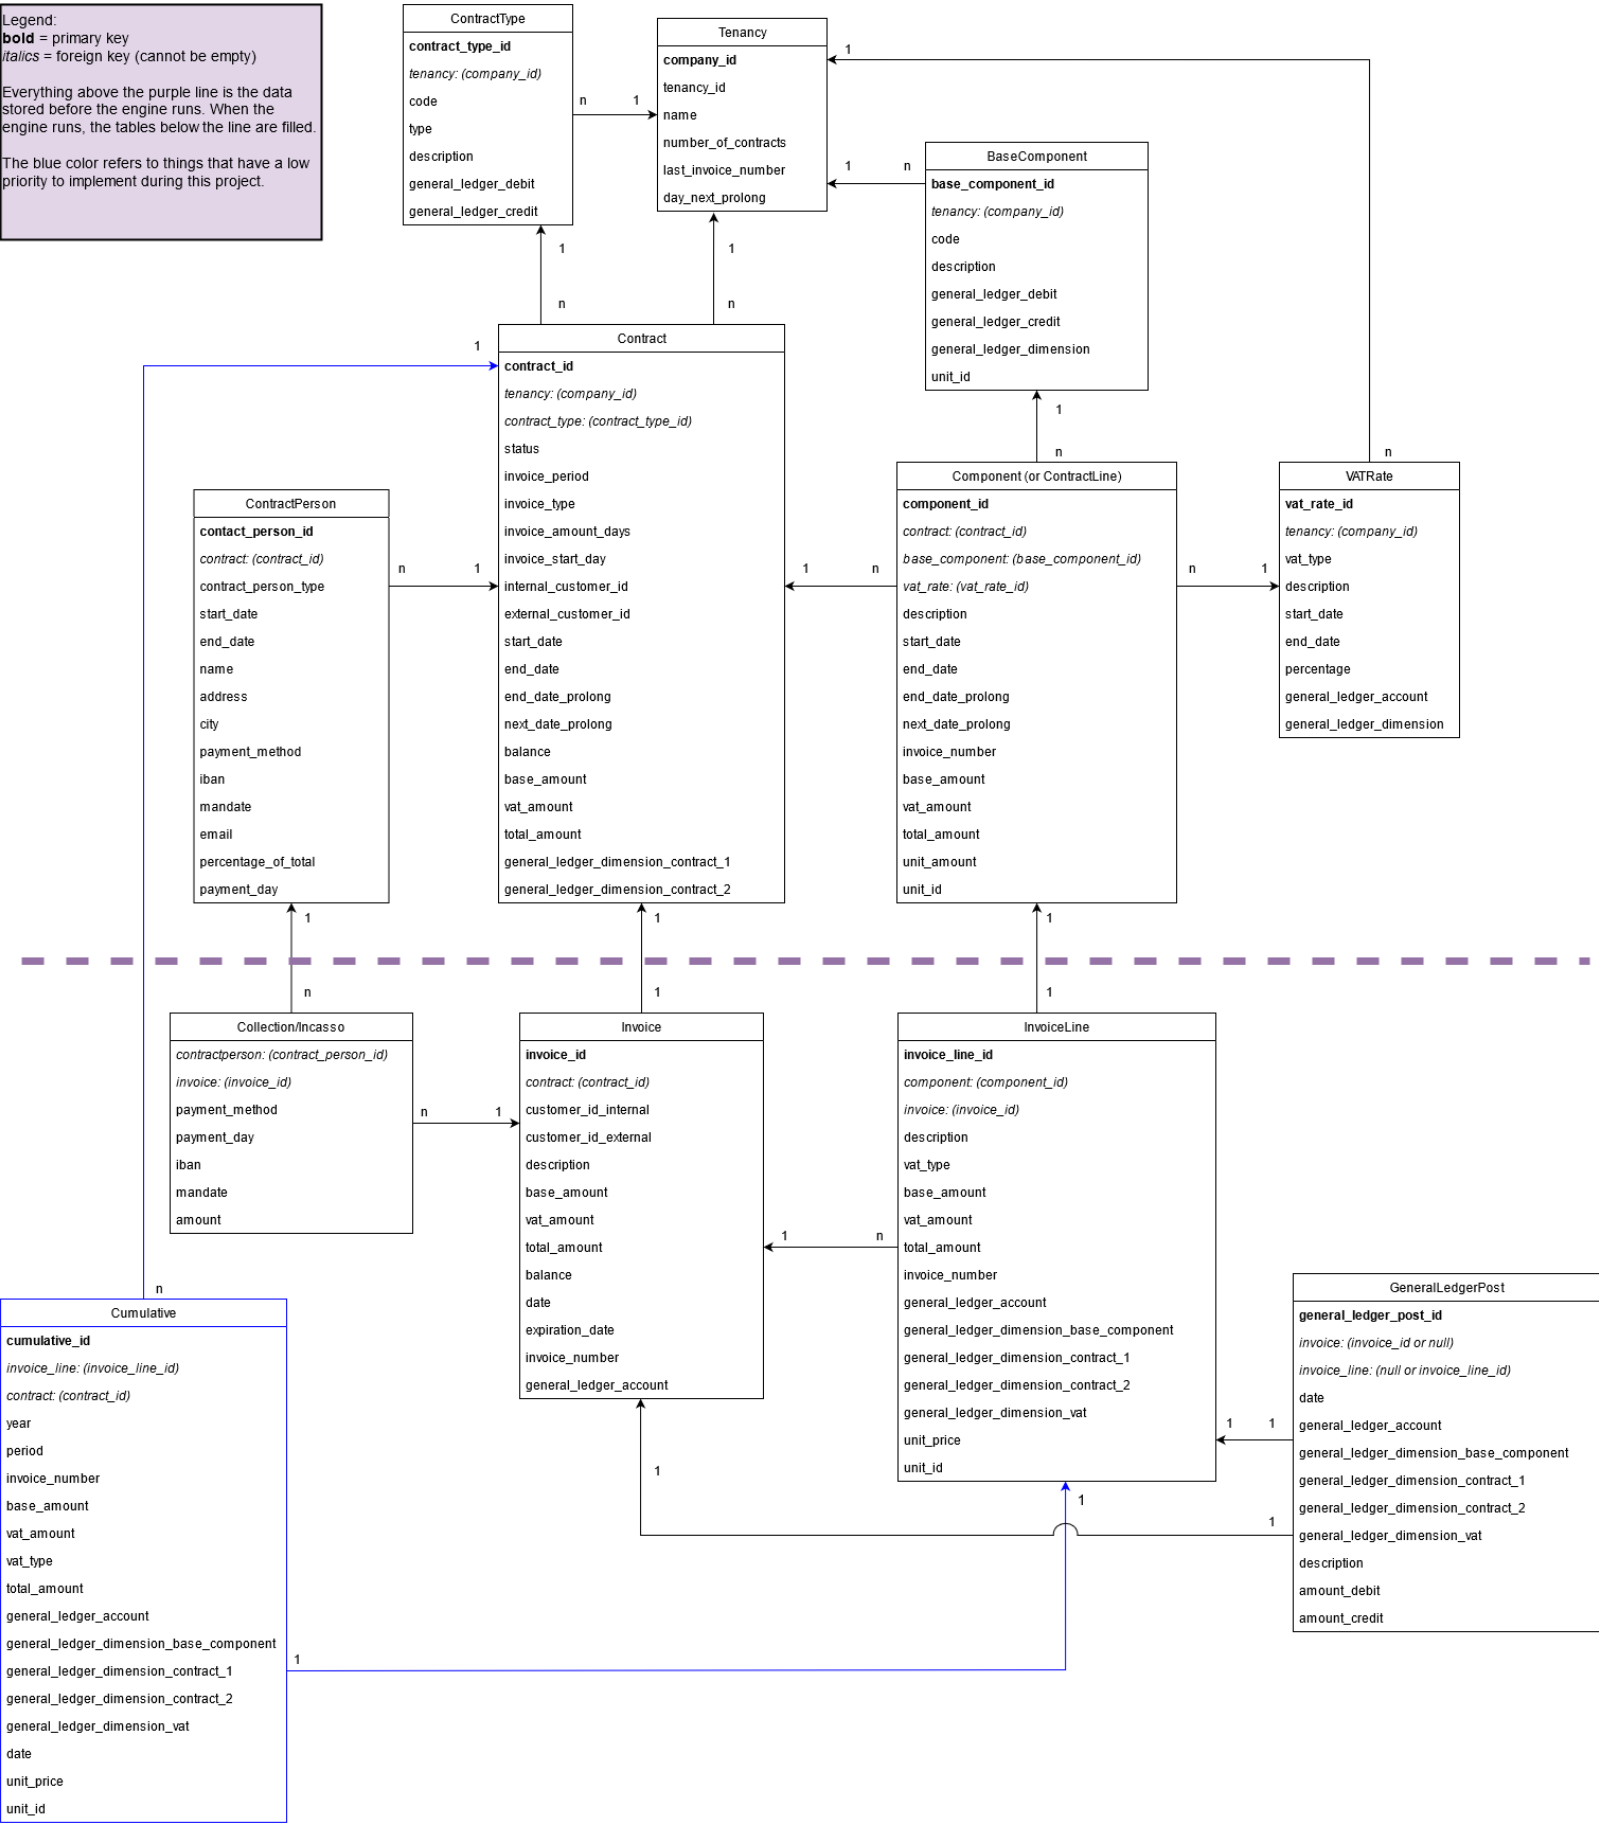 Legend:
bold = primary key
italics = foreign key (cannot be empty)
Everything above the purple line is the data
stored before the engine runs. When the
engine runs, the tables below the line are filled.
The blue color refers to things that have a low
priority to implement during this project.
ContractType
contract_type_id
tenancy: (company_id)
code
type
description
general_ledger_debit
general_ledger_credit
n
1
Tenancy
company_id
tenancy_id
name
number_of_contracts
last_invoice_number
day_next_prolong
1
1
n
BaseComponent
base_component_id
tenancy: (company_id)
code
description
general_ledger_debit
general_ledger_credit
general_ledger_dimension
unit_id
1
n
1
n
1
n
n
1
Contract
contract_id
tenancy: (company_id)
contract_type: (contract_type_id)
status
invoice_period
invoice_type
invoice_amount_days
invoice_start_day
internal_customer_id
external_customer_id
start_date
end_date
end_date_prolong
next_date_prolong
balance
base_amount
vat_amount
total_amount
general_ledger_dimension_contract_1
general_ledger_dimension_contract_2
ContractPerson
contact_person_id
contract: (contract_id)
contract_person_type
start_date
end_date
name
address
city
payment_method
iban
mandate
email
percentage_of_total
payment_day
n
1
1
n
Component (or ContractLine)
component_id
contract: (contract_id)
base_component: (base_component_id)
vat_rate: (vat_rate_id)
description
start_date
end_date
end_date_prolong
next_date_prolong
invoice_number
base_amount
vat_amount
total_amount
unit_amount
unit_id
n
1
VATRate
vat_rate_id
tenancy: (company_id)
vat_type
description
start_date
end_date
percentage
general_ledger_account
general_ledger_dimension
1
1
1
n
1
1
Collection/Incasso
contractperson: (contract_person_id)
invoice: (invoice_id)
payment_method
payment_day
iban
mandate
amount
n
1
Invoice
invoice_id
contract: (contract_id)
customer_id_internal
customer_id_external
description
base_amount
vat_amount
total_amount
balance
date
expiration_date
invoice_number
general_ledger_account
1
n
InvoiceLine
invoice_line_id
component: (component_id)
invoice: (invoice_id)
description
vat_type
base_amount
vat_amount
total_amount
invoice_number
general_ledger_account
general_ledger_dimension_base_component
general_ledger_dimension_contract_1
general_ledger_dimension_contract_2
general_ledger_dimension_vat
unit_price
unit_id
GeneralLedgerPost
general_ledger_post_id
invoice: (invoice_id or null)
invoice_line: (null or invoice_line_id)
date
general_ledger_account
general_ledger_dimension_base_component
general_ledger_dimension_contract_1
general_ledger_dimension_contract_2
general_ledger_dimension_vat
description
amount_debit
amount_credit
1
1
1
1
1
n
Cumulative
cumulative_id
invoice_line: (invoice_line_id)
contract: (contract_id)
year
period
invoice_number
base_amount
vat_amount
vat_type
total_amount
general_ledger_account
general_ledger_dimension_base_component
general_ledger_dimension_contract_1
general_ledger_dimension_contract_2
general_ledger_dimension_vat
date
unit_price
unit_id
1